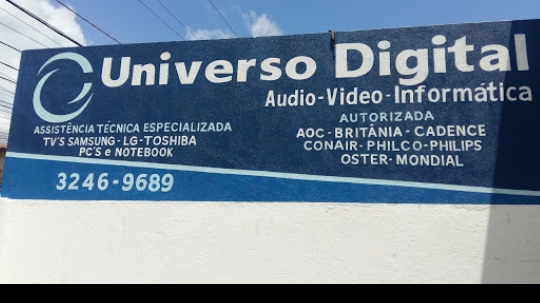 Universo Digital
Audio-Video-Informática
ASSISTÊNCIA TÉCNICA ESPECIALIZADA
TV'S SAMSUNG-LG-TOSHIBA
PC'S e NOTEBOOK
3246-9689
AUTORIZADA
AOC-BRITÂNIA-CADENCE
CONAIR-PHILCO-PHILIPS
OSTER-MONDIAL